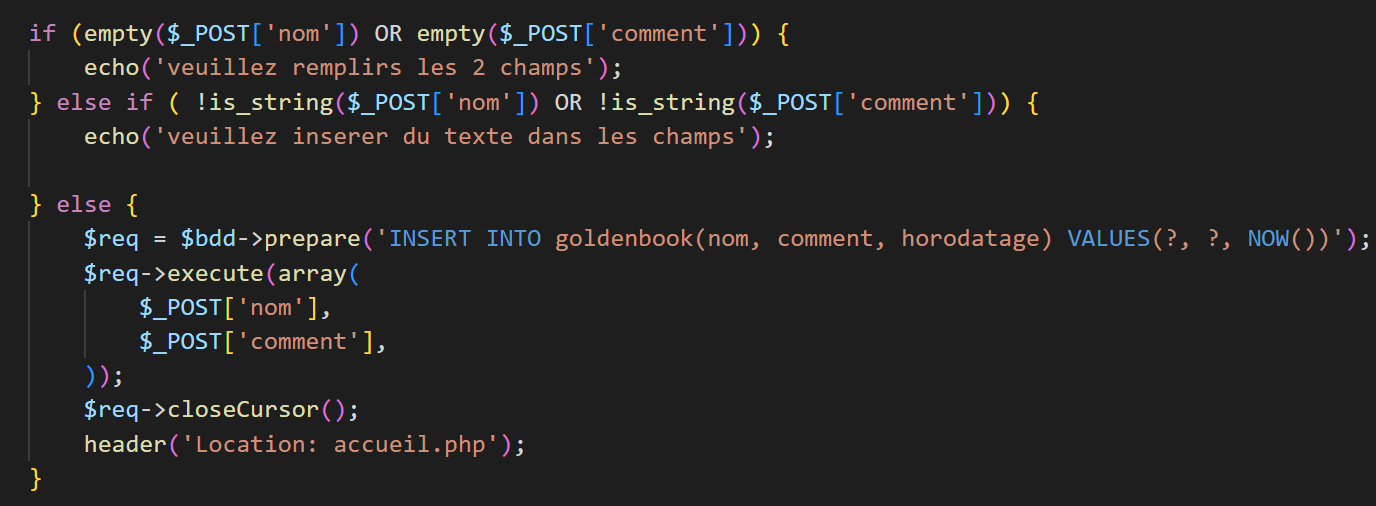 if (empty($_POST['nom']) OR empty($_POST['comment'])) {
    echo('veuillez remplirs les 2 champs');
} else if ( !is_string($_POST['nom']) OR !is_string($_POST['comment'])) {
    echo('veuillez inserer du texte dans les champs');
} else {
    $req = $bdd->prepare('INSERT INTO goldenbook(nom, comment, horodatage) VALUES(?, ?, NOW())');
    $req->execute(array(
        $_POST['nom'],
        $_POST['comment'],
    ));
    $req->closeCursor();
    header('Location: accueil.php');
}